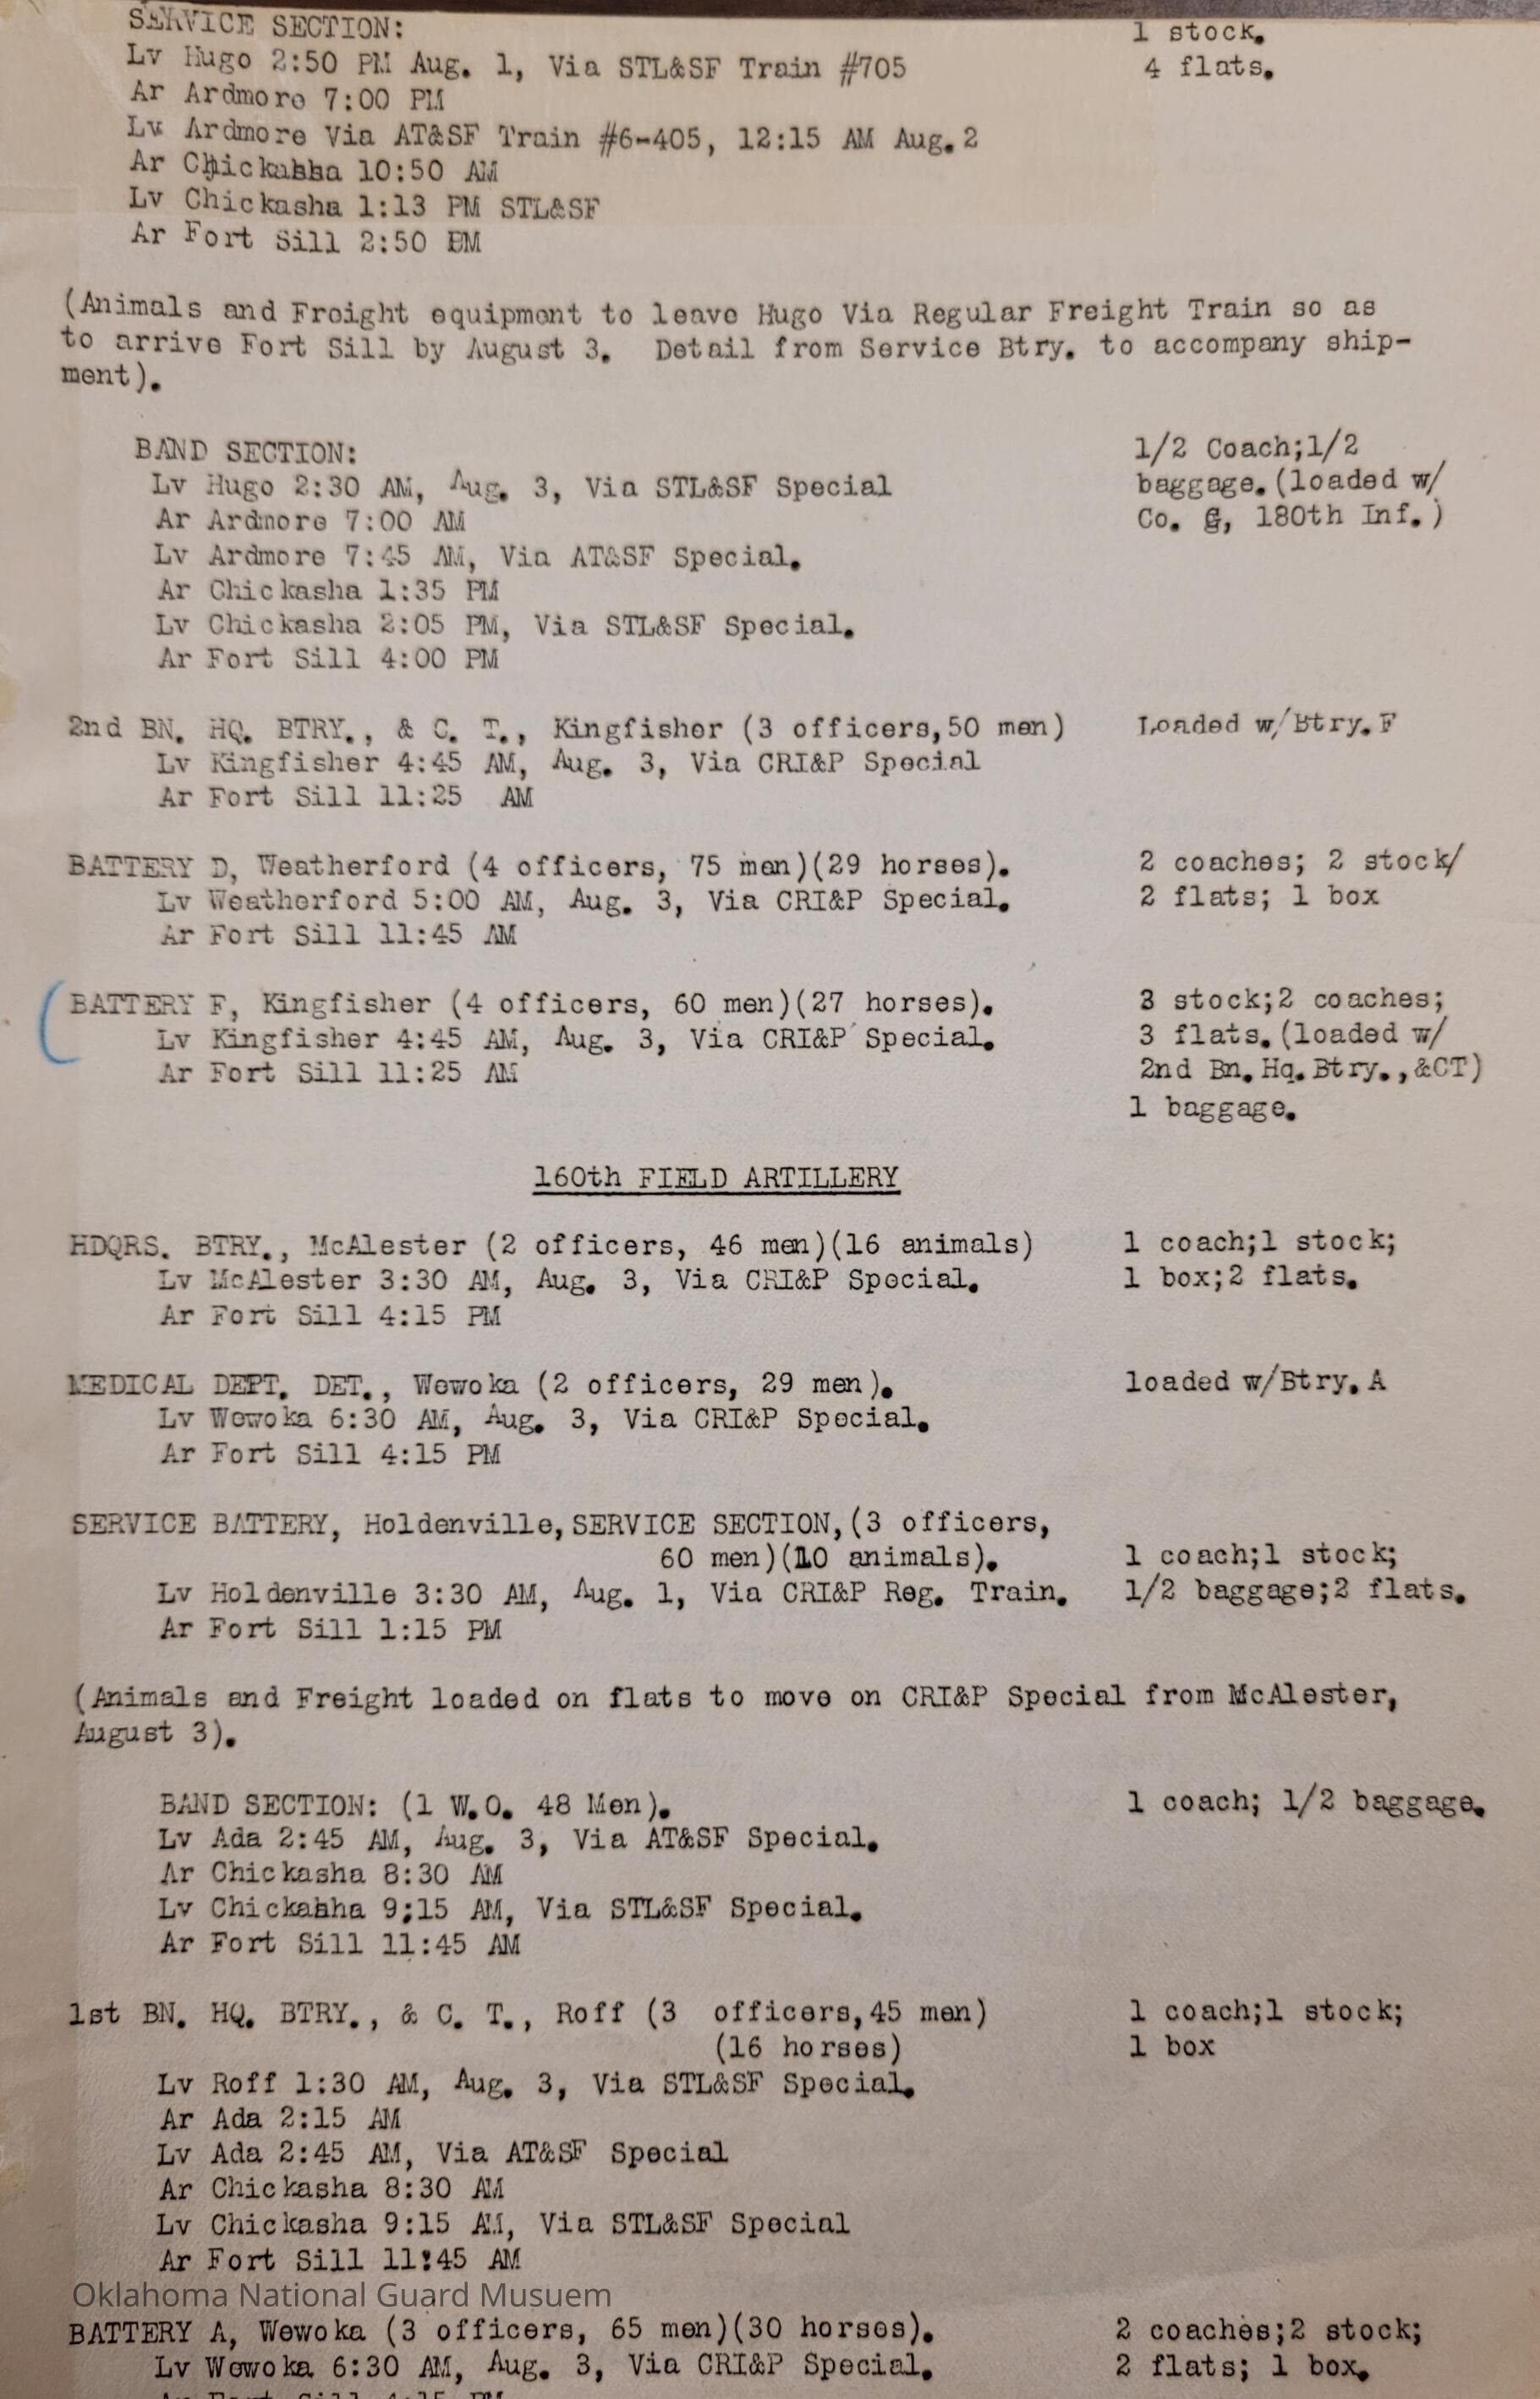 SERVICE SECTION: 1 stock.
Lv Hugo 2:50 PM Aug. 1, Via STL&SF Train #705 4 flats.
Ar Ardmore 7:00 PM
Lv Ardmore Via AT&SF Train #6-405, 12:15 AM Aug.2
Ar Chickahha 10:50 AM
Lv Chickasha 1:13 PM STL&SF
Ar Fort Sill 2:50 PM
(Animals and Freight equipment to leave Hugo Via Regular Freight Train so as
to arrive Fort Sill by August 3. Detail from Service Btry. to accompany ship-
ment).
BAND SECTION: 1/2 Coach;1/2
Lv Hugo 2:30 AM, Aug. 3, Via STL&SF Special baggage.(loaded w/
Ar Ardmore 7:00 AM Co. G, 180th Inf.)
Lv Ardmore 7:45 AM, Via AT&SF Special.
Ar Chickasha 1:35 PM
Lv Chickasha 2:05 PM, Via STL&SF Special.
Ar Fort Sill 4:00 PM
2nd BN. HQ. BTRY., & C. T., Kingfisher (3 officers,50 men) Loaded w/Btry.F
Lv Kingfisher 4:45 AM, Aug. 3, Via CRI&P Special
Ar Fort Sill 11:25 AM
BATTERY D, Weatherford (4 officers, 75 men)(29 horses). 2 coaches; 2 stock/
Lv Weatherford 5:00 AM, Aug. 3, Via CRI&P Special. 2 flats; 1 box
Ar Fort Sill 11:45 AM
BATTERY F, Kingfisher (4 officers, 60 men)(27 horses). 3 stock;2 coaches;
Lv Kingfisher 4:45 AM, Aug. 3, Via CRI&P Special. 3 flats.(loaded w/
Ar Fort Sill 11:25 AM 2nd Bn.Hq.Btry.,&CT)
1 baggage.
160th FIELD ARTILLERY
HDQRS. BTRY., McAlester (2 officers, 46 men)(16 animals) 1 coach;1 stock;
Lv McAlester 3:30 AM, Aug. 3, Via CRI&P Special. 1 box;2 flats.
Ar Fort Sill 4:15 PM
MEDICAL DEPT. DET., Wewoka (2 officers, 29 men). loaded w/Btry.A
Lv Wewoka 6:30 AM, Aug. 3, Via CRI&P Special.
Ar Fort Sill 4:15 PM
SERVICE BATTERY, Holdenville,SERVICE SECTION,(3 officers,
60 men)(10 animals). 1 coach;1 stock;
Lv Holdenville 3:30 AM, Aug. 1, Via CRI&P Reg. Train. 1/2 baggage;2 flats.
Ar Fort Sill 1:15 PM
(Animals and Freight loaded on flats to move on CRI&P Special from McAlester,
August 3).
BAND SECTION: (1 W.O. 48 Men). 1 coach; 1/2 baggage.
Lv Ada 2:45 AM, Aug. 3, Via AT&SF Special.
Ar Chickasha 8:30 AM
Lv Chickahha 9;15 AM, Via STL&SF Special.
Ar Fort Sill 11:45 AM
1st BN. HQ. BTRY., & C. T., Roff (3 officers,45 men) 1 coach;1 stock;
(16 horses) 1 box
Lv Roff 1:30 AM, Aug. 3, Via STL&SF Special.
Ar Ada 2:15 AM
Lv Ada 2:45 AM, Via AT&SF Special
Ar Chickasha 8:30 AM
Lv Chickasha 9:15 AM, Via STL&SF Special
Ar Fort Sill 11:45 AM
Oklahoma National Guard Musuem
BATTERY A, Wewoka (3 officers, 65 men)(30 horses). 2 coaches;2 stock;
Lv Wewoka 6:30 AM, Aug. 3, Via CRI&P Special. 2 flats; 1 box.